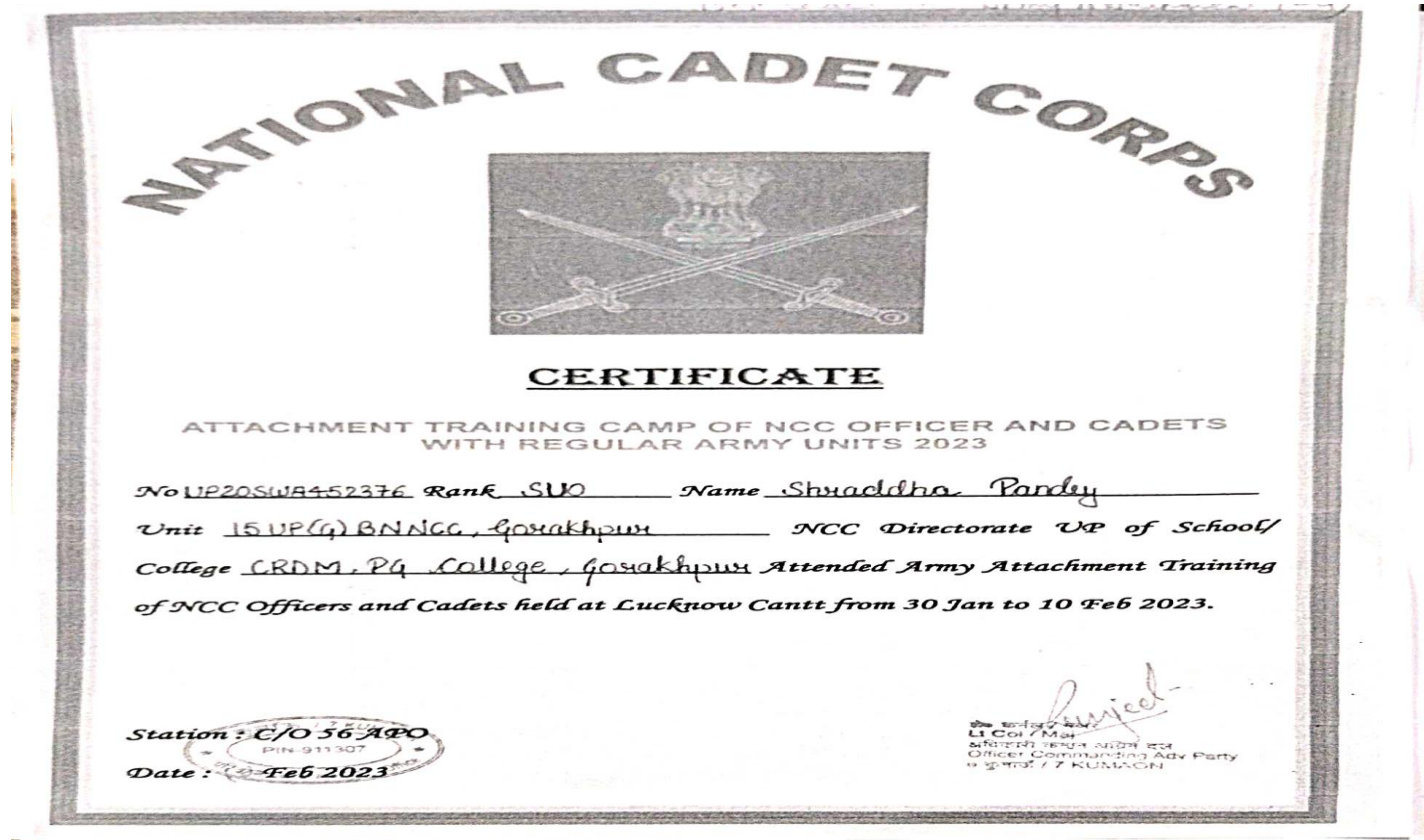 NATIONAL CADET CORPS
CERTIFICATE
ATTACHMENT TRAINING CAMP OF NCC OFFICER AND CADETS
WITH REGULAR ARMY UNITS 2023
No UP20SWA452376 Rank SUO Name Shraddha Pandey
Unit 15 UP(G) BN NCC, Gorakhpur NCC Directorate UP of School/
College CRDM. PG College, Gorakhpur Attended Army Attachment Training
of NCC Officers and Cadets held at Lucknow Cantt from 30 Jan to 10 Feb 2023.
Station : C/O 56 APO
PIN-911307
Date : Feb 2023
Lt Col / Maj
Officer Commanding Adv Party
७ कुमाऊँ / 7 KUMAON